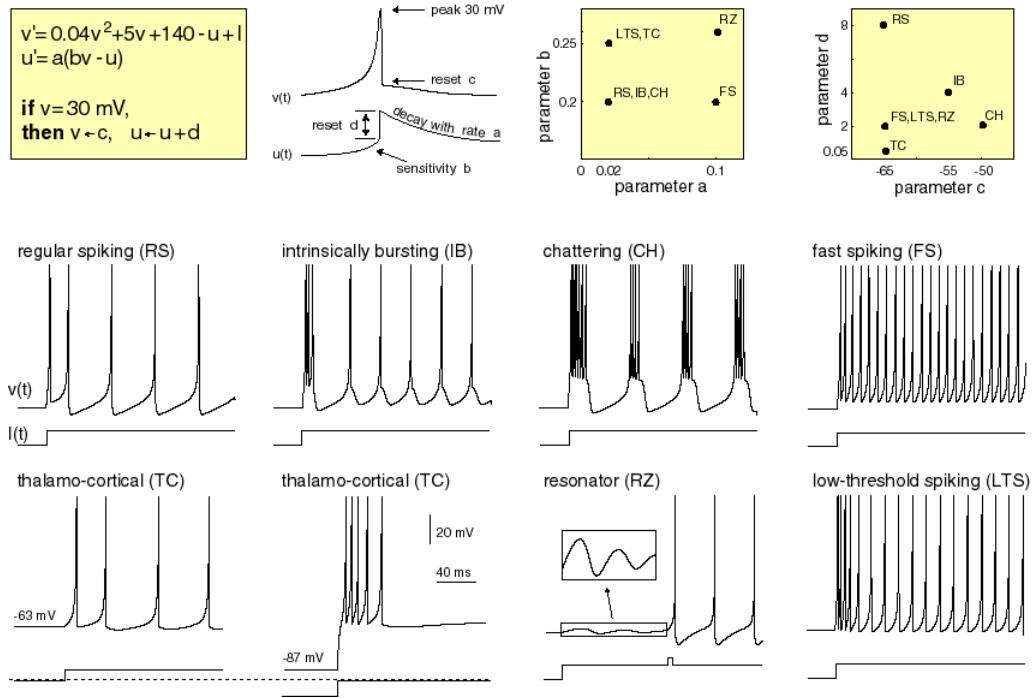 v'= 0.04v²+5v+140 - u+I
u'= a(bv - u)
if v= 30 mV,
then v←c, u←u+d
peak 30 mV
reset c
v(t)
reset d
decay with rate a
u(t)
sensitivity b
parameter b
0.25
0.2
LTS,TC
RZ
RS,IB,CH
FS
0
0.02
0.1
parameter a
parameter d
8
4
2
0.05
RS
IB
FS,LTS,RZ
CH
TC
-65
-55
-50
parameter c
regular spiking (RS)
intrinsically bursting (IB)
chattering (CH)
fast spiking (FS)
v(t)
I(t)
thalamo-cortical (TC)
thalamo-cortical (TC)
resonator (RZ)
low-threshold spiking (LTS)
20 mV
40 ms
-63 mV
-87 mV